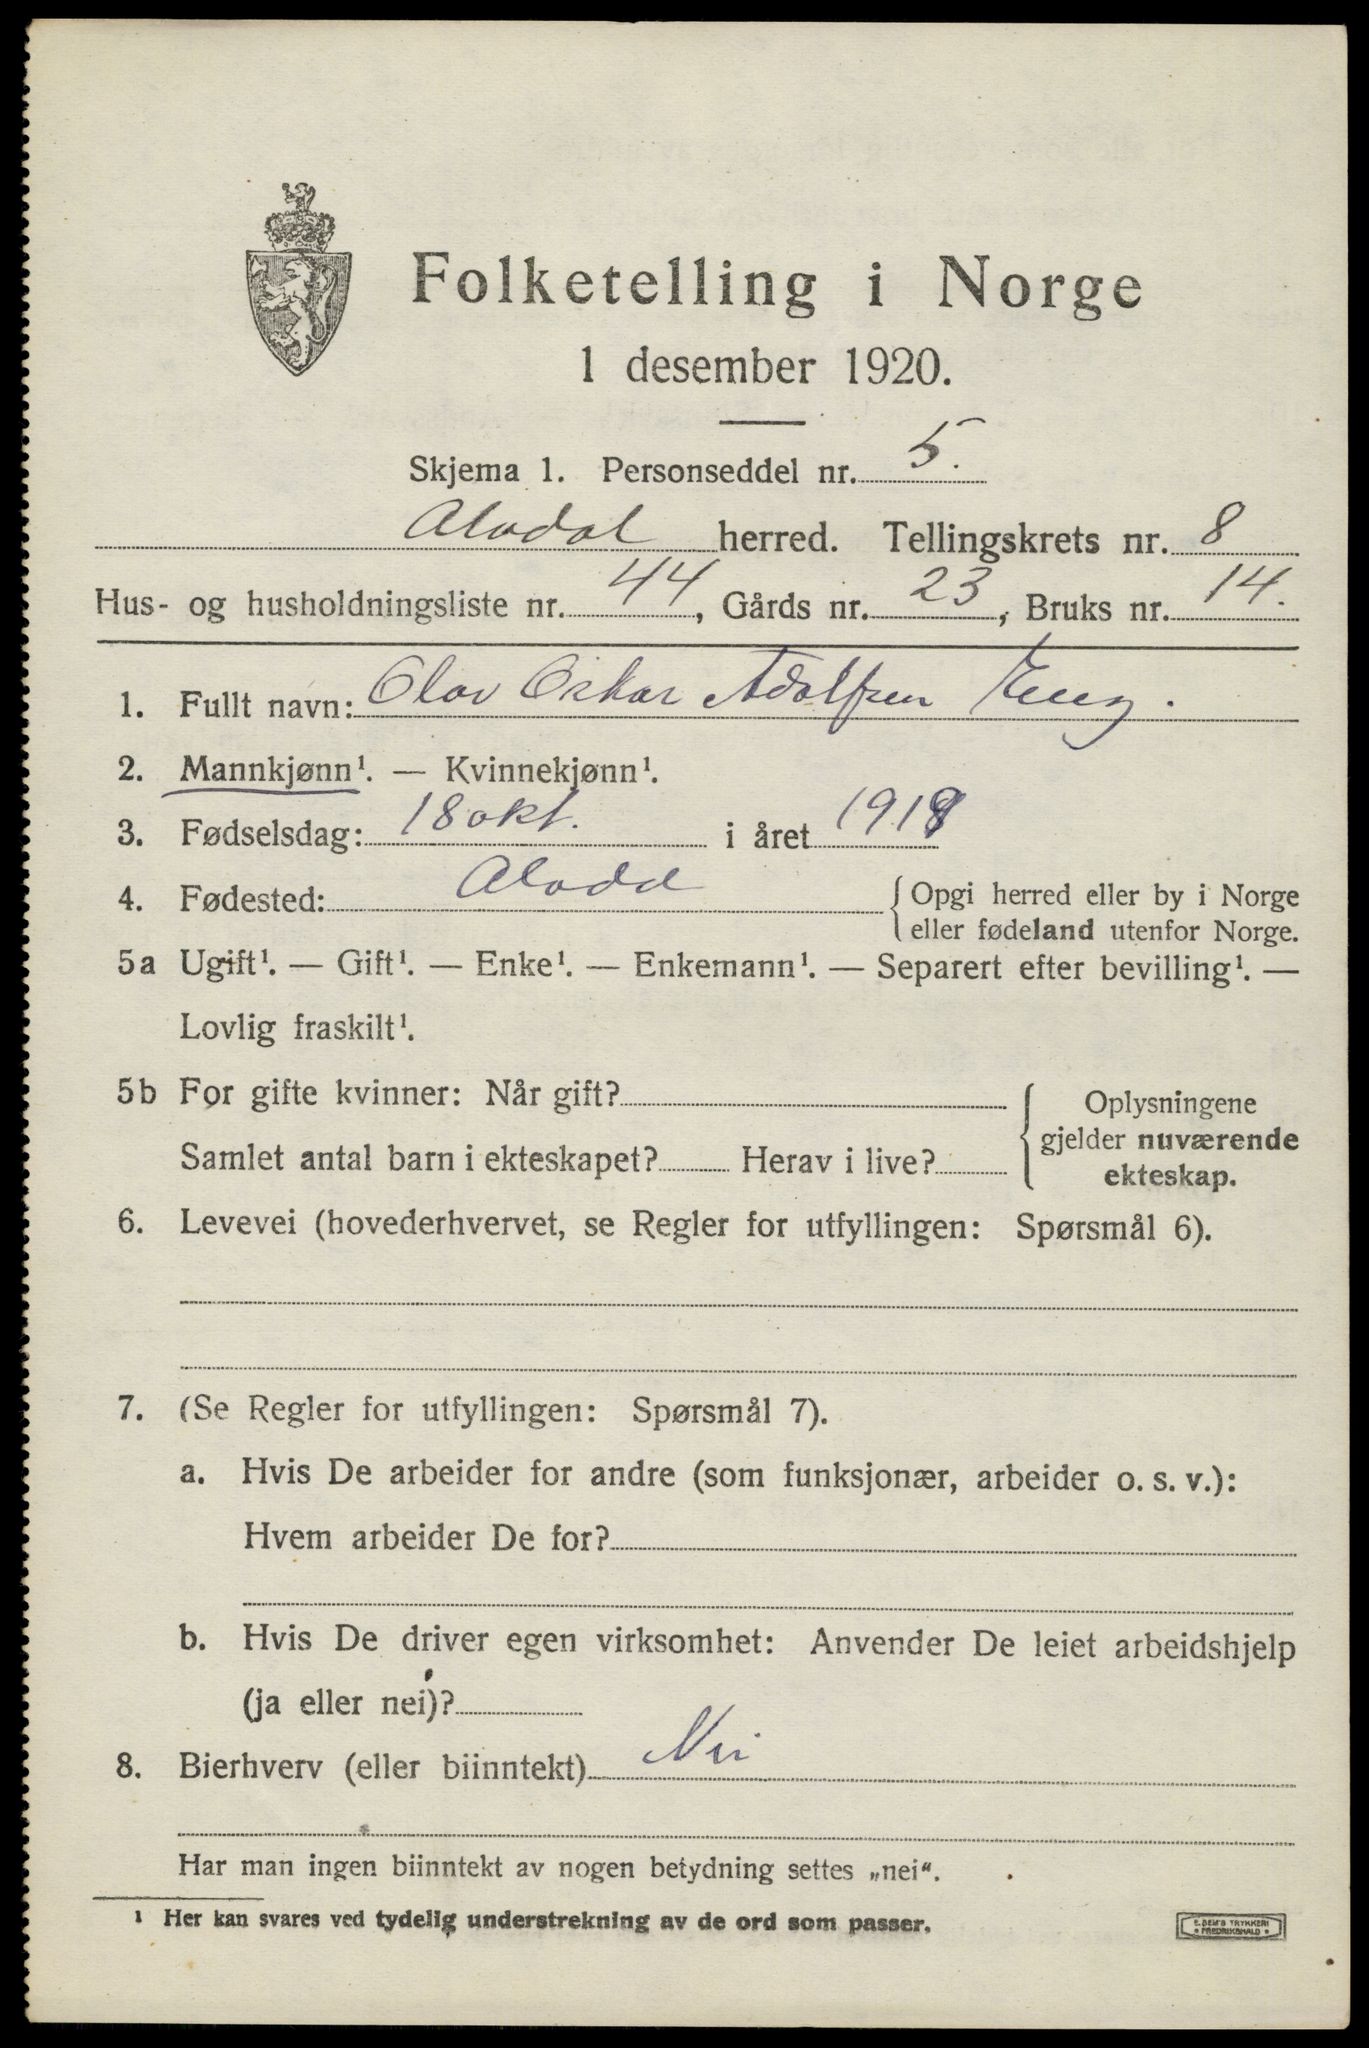 Folketelling i Norge
1 desember 1920.
Skjema 1. Personseddel nr. 5.
Alvdal herred. Tellingskrets nr. 8
Hus- og husholdningsliste nr. 44, Gårds nr. 23, Bruks nr. 14.
1. Fullt navn: Olav Oskar Adolfsen Eng.
2. Mannkjønn¹. — Kvinnekjønn¹.
3. Fødselsdag: 18 okt. i året
4. Fødested: { Opgi herred eller by i Norge
eller fødeland utenfor Norge.
5a Ugift¹. — Gift¹. — Enke¹. — Enkemann¹. — Separert efter bevilling¹. —
Lovlig fraskilt¹.
5b For gifte kvinner: Når gift?
Samlet antal barn i ekteskapet? Herav i live?
{ Oplysningene
gjelder nuværende
ekteskap.
6. Levevei (hovederhvervet, se Regler for utfyllingen: Spørsmål 6).
7. (Se Regler for utfyllingen: Spørsmål 7).
a. Hvis De arbeider for andre (som funksjonær, arbeider o. s. v.):
Hvem arbeider De for?
b. Hvis De driver egen virksomhet: Anvender De leiet arbeidshjelp
(ja eller nei)?
8. Bierhverv (eller biinntekt) Nei
Har man ingen biinntekt av nogen betydning settes „nei“.
¹ Her kan svares ved tydelig understrekning av de ord som passer.
E. SEM'S TRYKKERI
FREDRIKSHALD